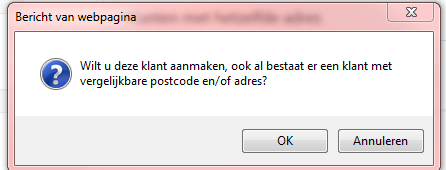 Bericht van webpagina
Wilt u deze klant aanmaken, ook al bestaat er een klant met
vergelijkbare postcode en/of adres?
OK
Annuleren